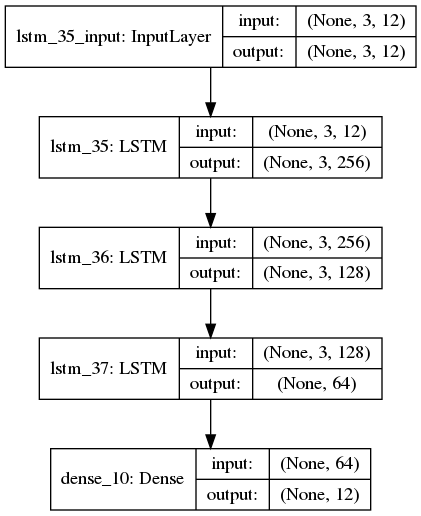 lstm_35_input: InputLayer
input: (None, 3, 12)
output: (None, 3, 12)
lstm_35: LSTM
input: (None, 3, 12)
output: (None, 3, 256)
lstm_36: LSTM
input: (None, 3, 256)
output: (None, 3, 128)
lstm_37: LSTM
input: (None, 3, 128)
output: (None, 64)
dense_10: Dense
input: (None, 64)
output: (None, 12)